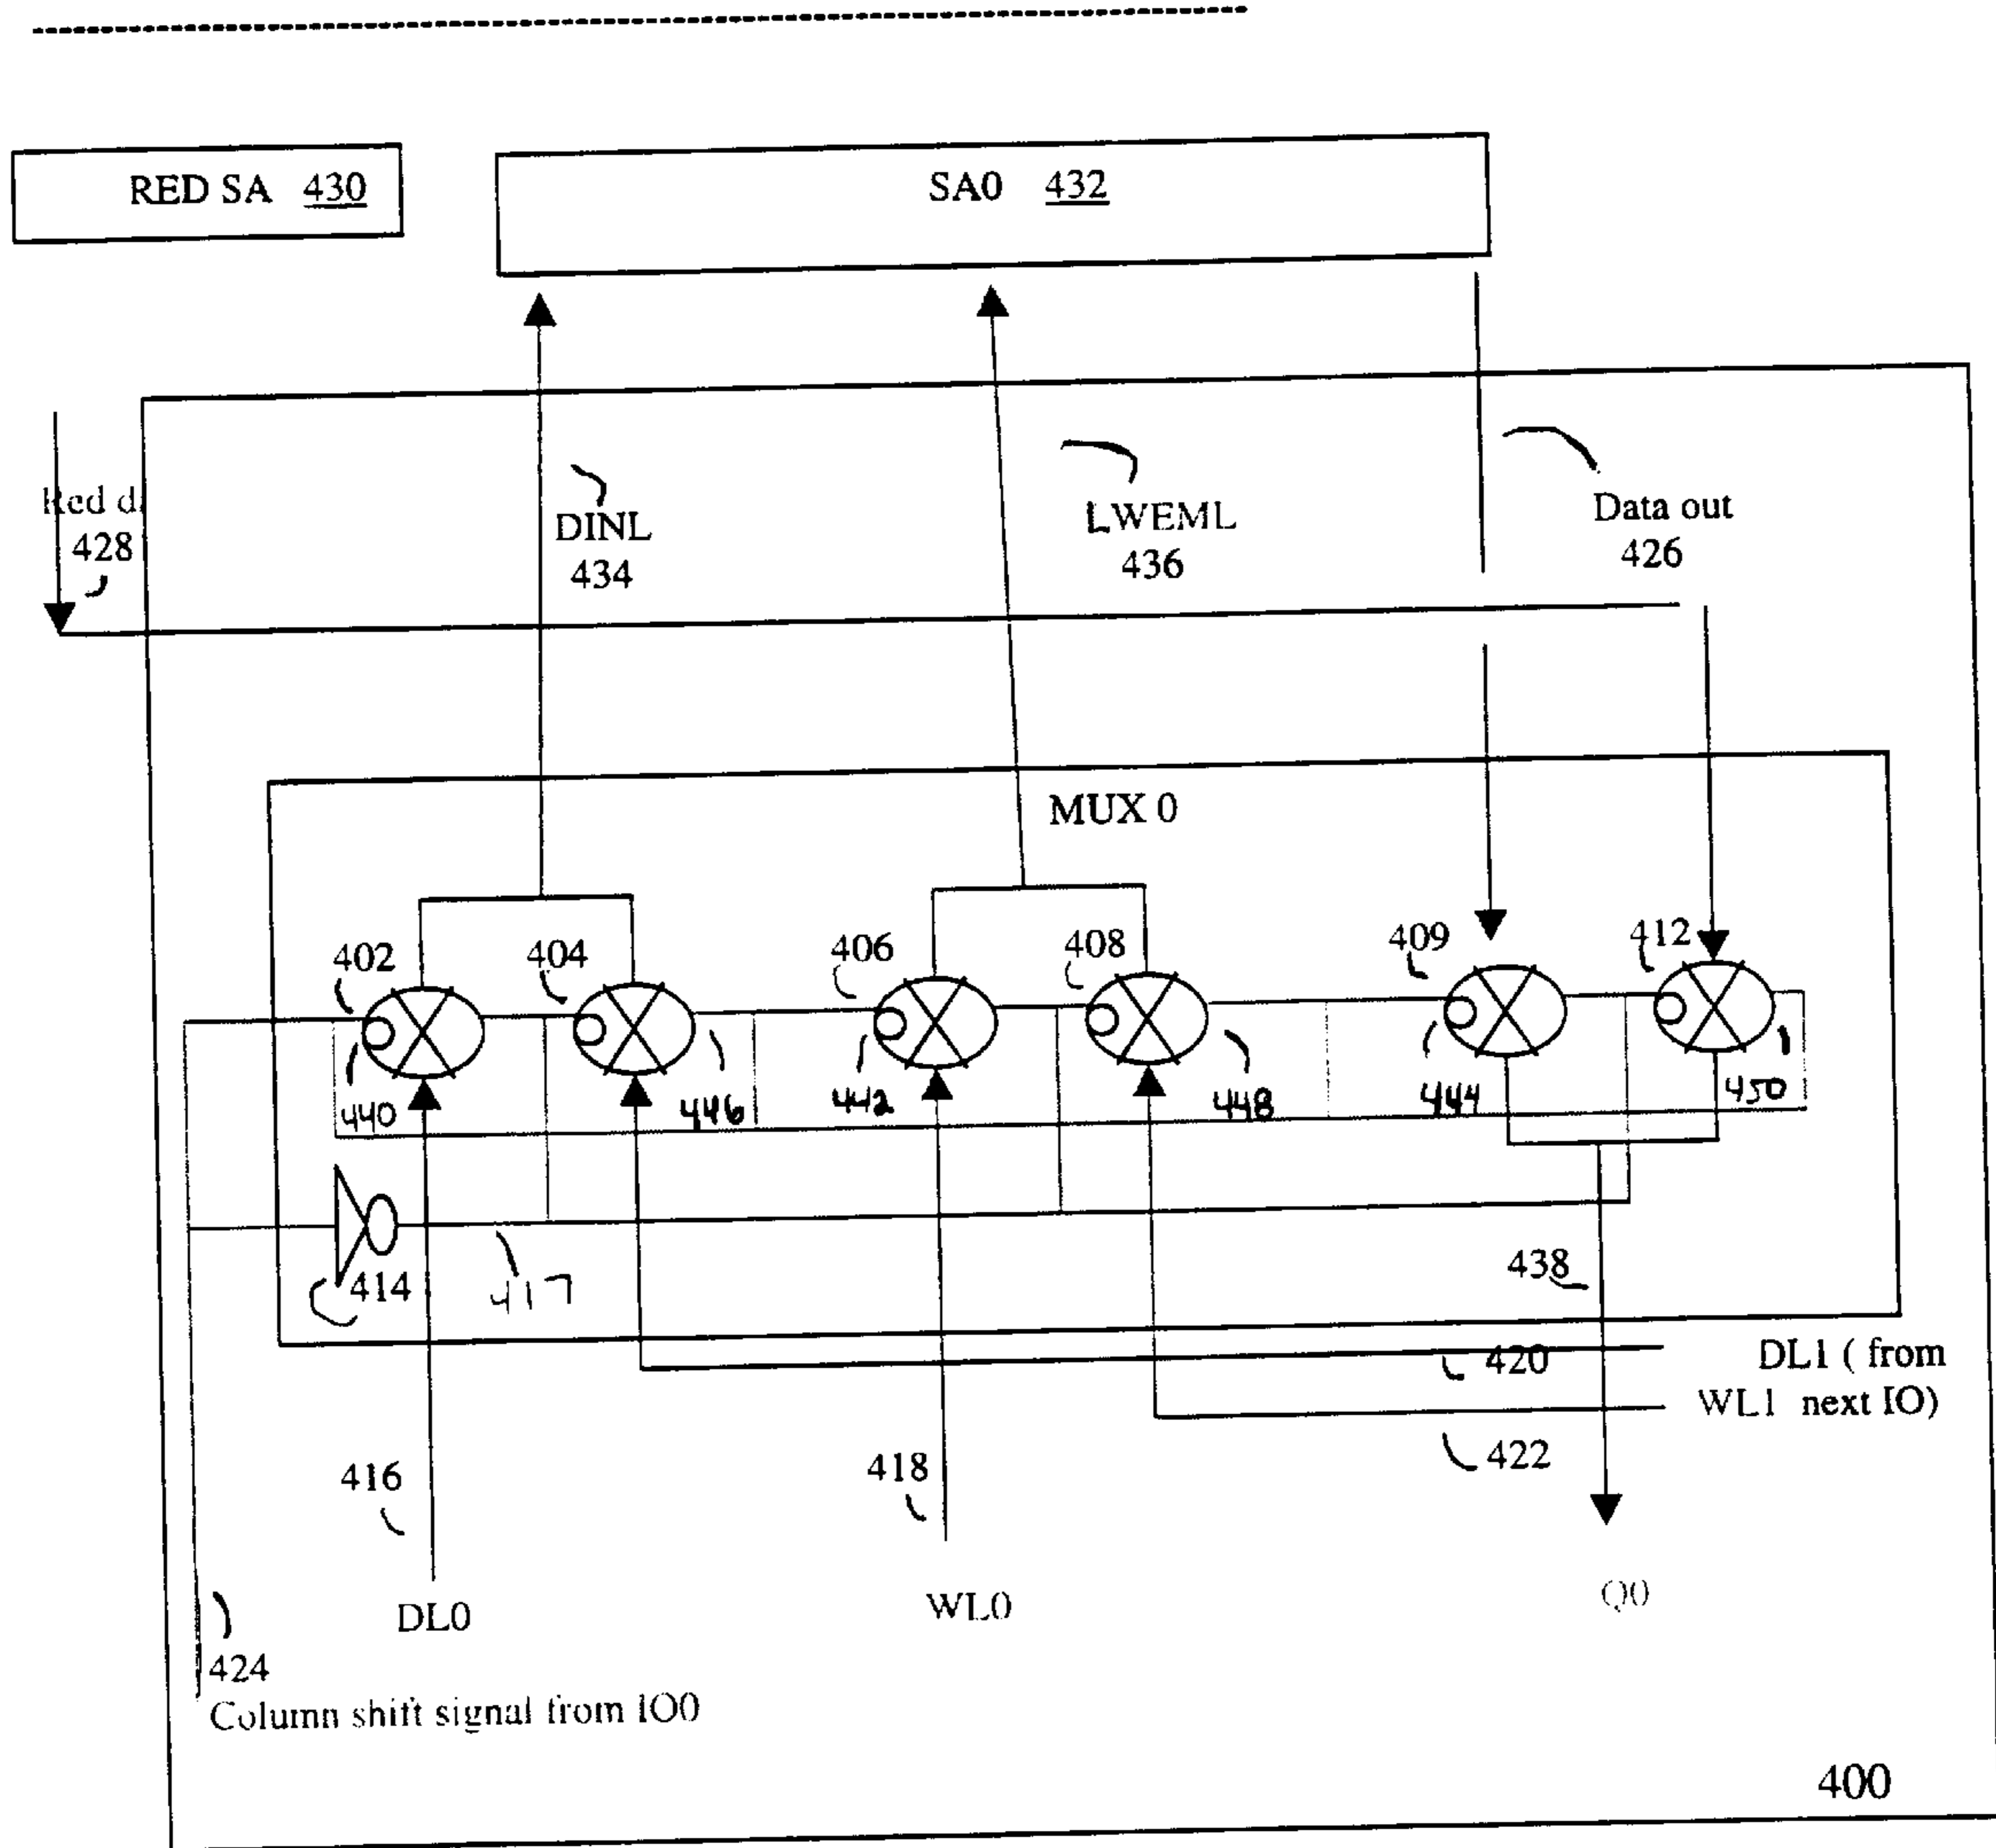 RED SA 430
SA0 432
Red d
428
DINL
434
LWEML
436
Data out
426
MUX 0
402
404
406
408
409
412
440
446
442
448
444
450
414
417
438
420
DL1 ( from
WL1 next IO)
416
418
422
DL0
WL0
Q0
424
Column shift signal from IO0
400